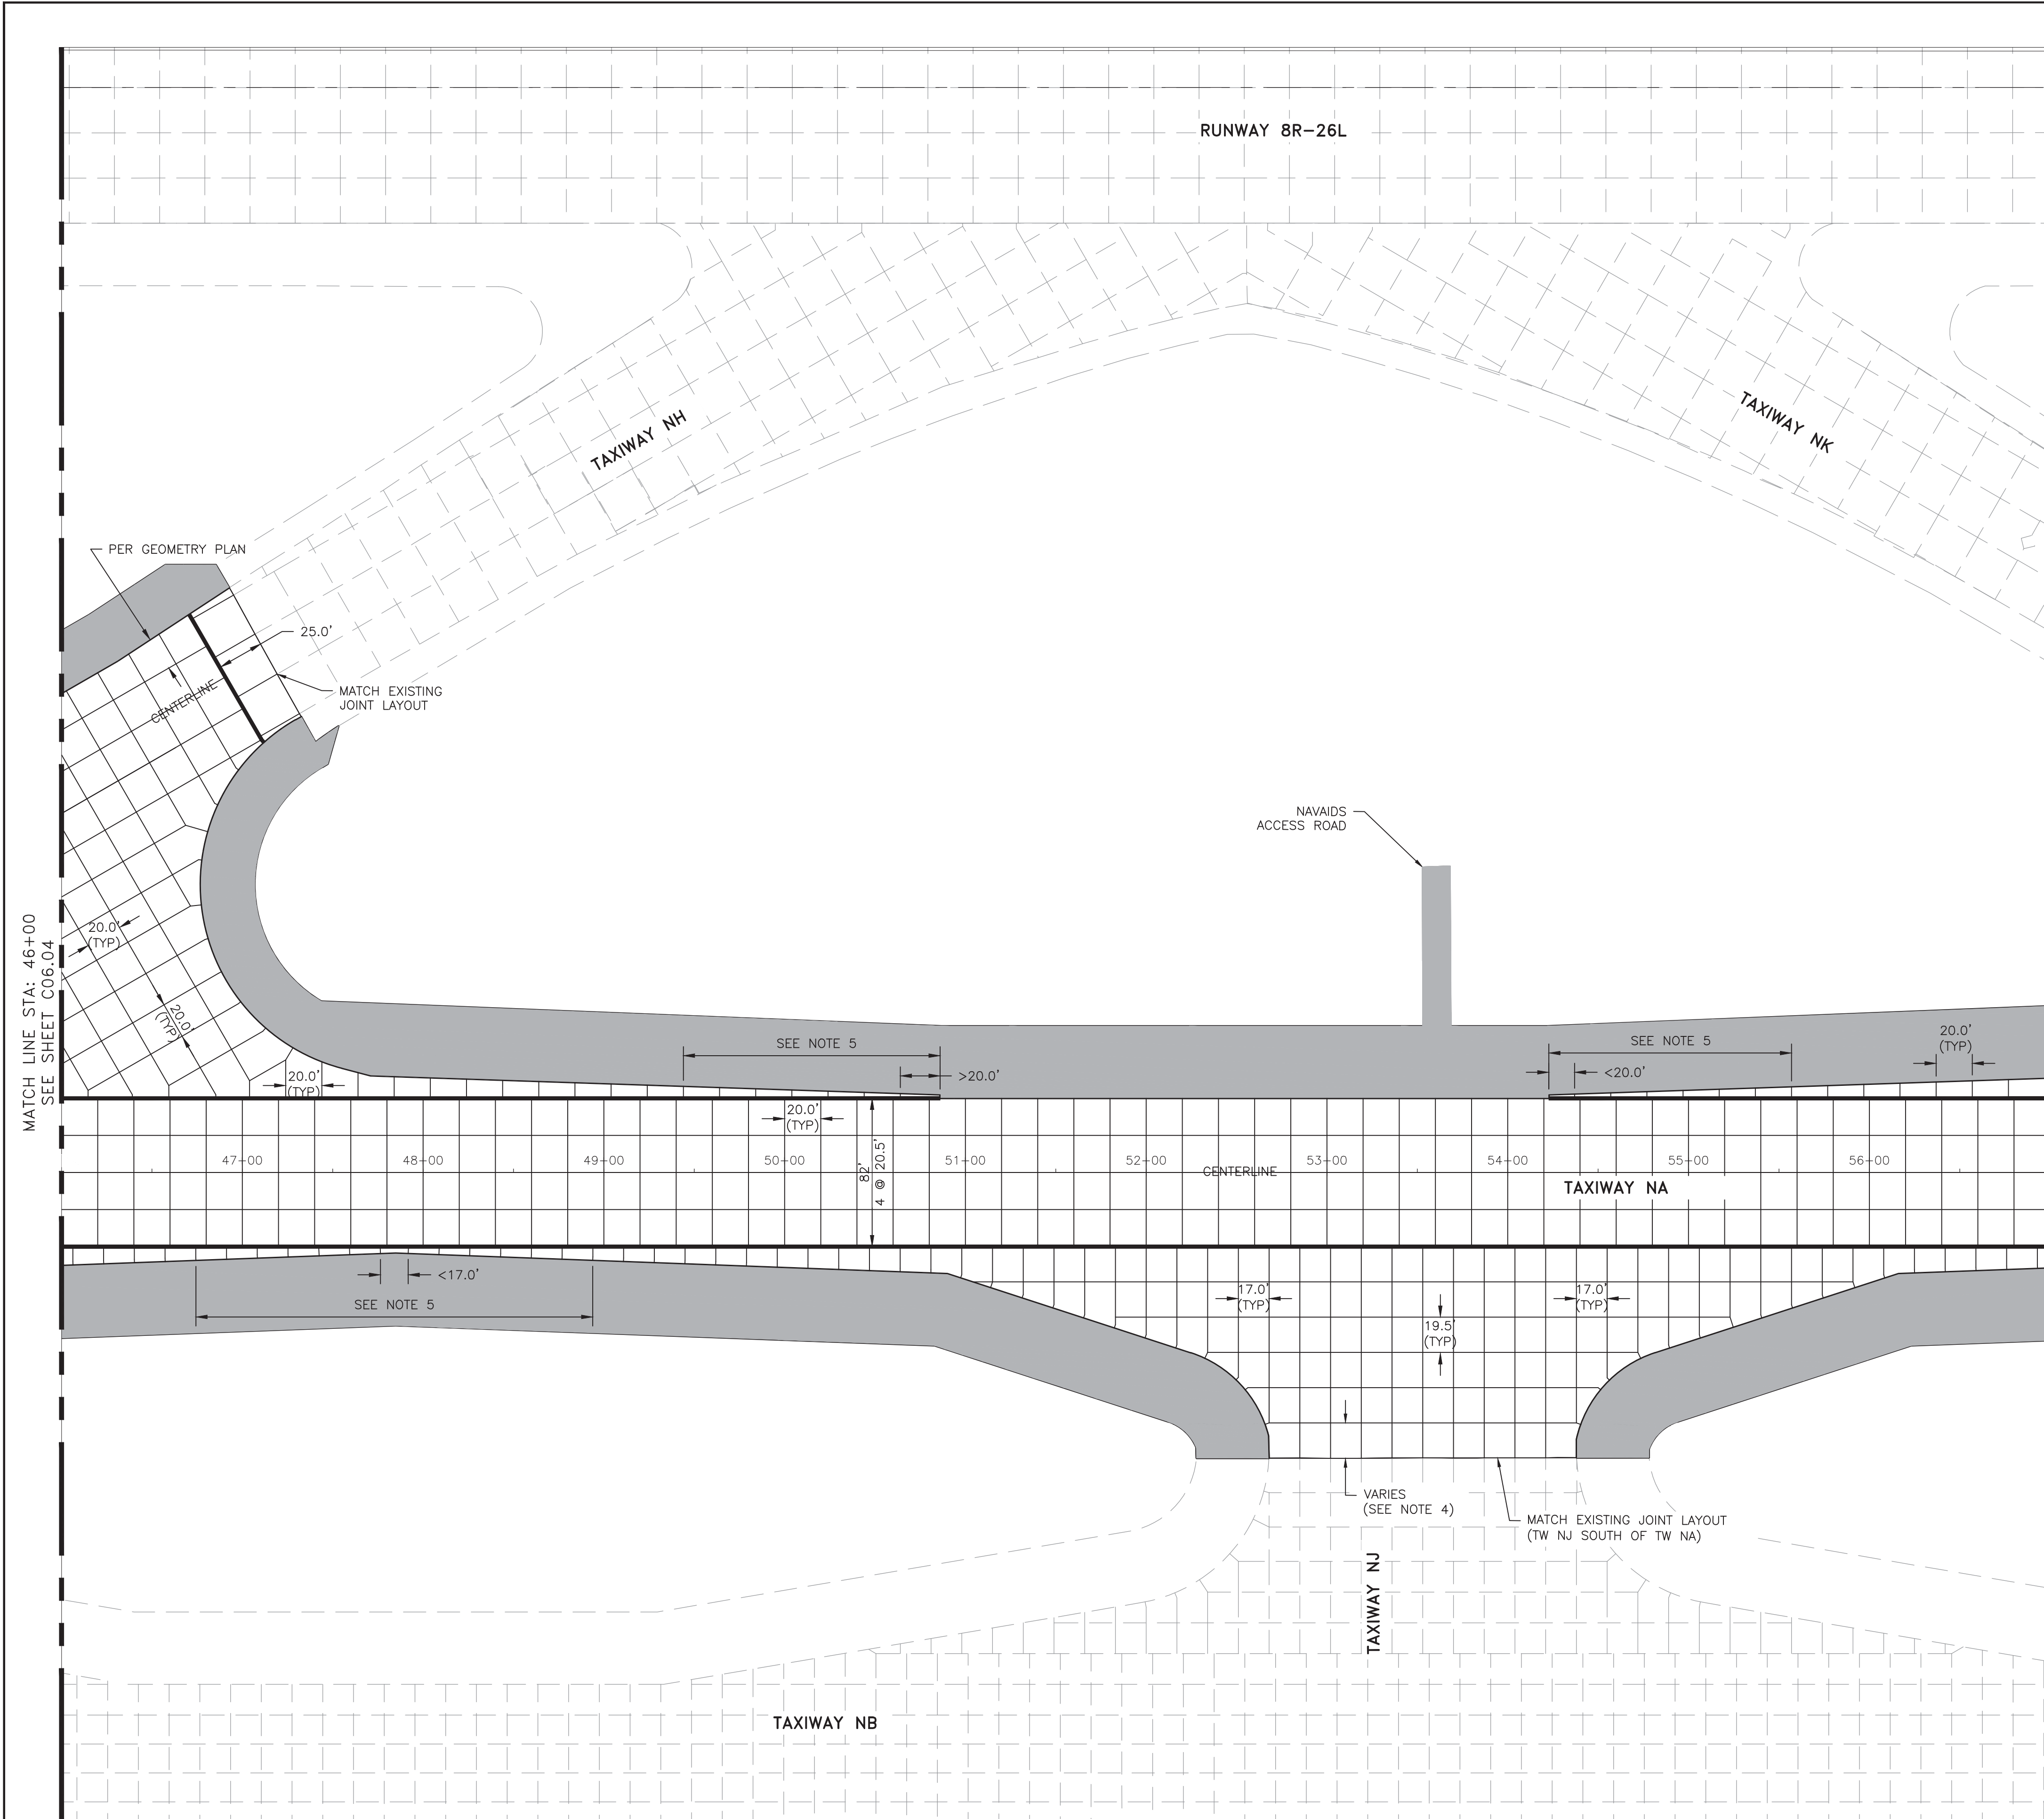 RUNWAY 8R-26L
TAXIWAY NH
TAXIWAY NK
PER GEOMETRY PLAN
25.0'
CENTERLINE
MATCH EXISTING
JOINT LAYOUT
NAVAIDS
ACCESS ROAD
MATCH LINE STA: 46+00
SEE SHEET C06.04
20.0'
(TYP)
20.0'
(TYP)
20.0'
(TYP)
SEE NOTE 5
>20.0'
SEE NOTE 5
<20.0'
20.0'
(TYP)
20.0'
(TYP)
82'
4 @ 20.5'
47+00
48+00
49+00
50+00
51+00
52+00
53+00
54+00
55+00
56+00
CENTERLINE
TAXIWAY NA
<17.0'
SEE NOTE 5
17.0'
(TYP)
19.5'
(TYP)
17.0'
(TYP)
VARIES
(SEE NOTE 4)
MATCH EXISTING JOINT LAYOUT
(TW NJ SOUTH OF TW NA)
TAXIWAY NJ
TAXIWAY NB